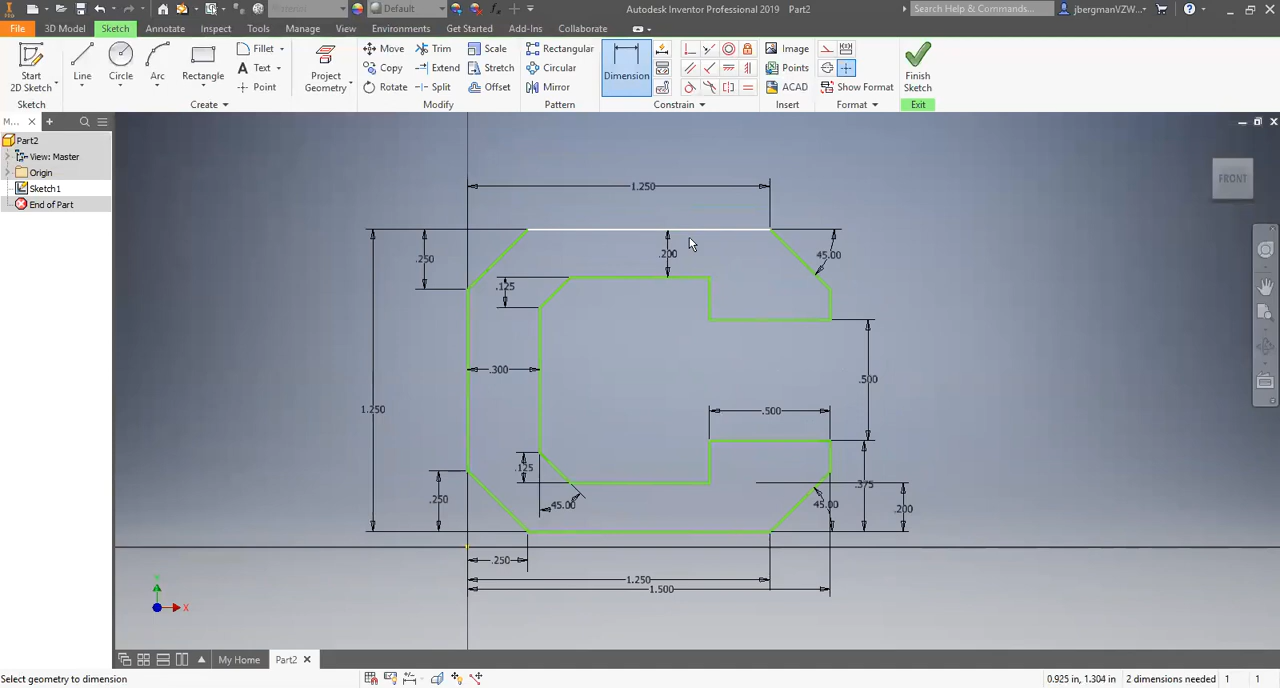 Default
Autodesk Inventor Professional 2019 Part2
Search Help & Commands...
jbergmanVZW...
File 3D Model Sketch Annotate Inspect Tools Manage View Environments Get Started Add-Ins Collaborate
Start
2D Sketch
Line
Circle
Arc
Rectangle
Fillet
Text
Point
Project
Geometry
Move
Copy
Rotate
Trim
Extend
Split
Scale
Stretch
Offset
Rectangular
Circular
Mirror
Dimension
Image
Points
ACAD
Show Format
Finish
Sketch
Sketch Create Modify Pattern Constrain Insert Format Exit
M...
Part2
View: Master
Origin
Sketch1
End of Part
FRONT
1.250
.250
.200
45.00
.125
.300
.500
1.250
.500
.125
.250
45.00
.375
45.00
.200
.250
1.250
1.500
Y
X
My Home Part2
Select geometry to dimension
0.925 in, 1.304 in 2 dimensions needed 1 1